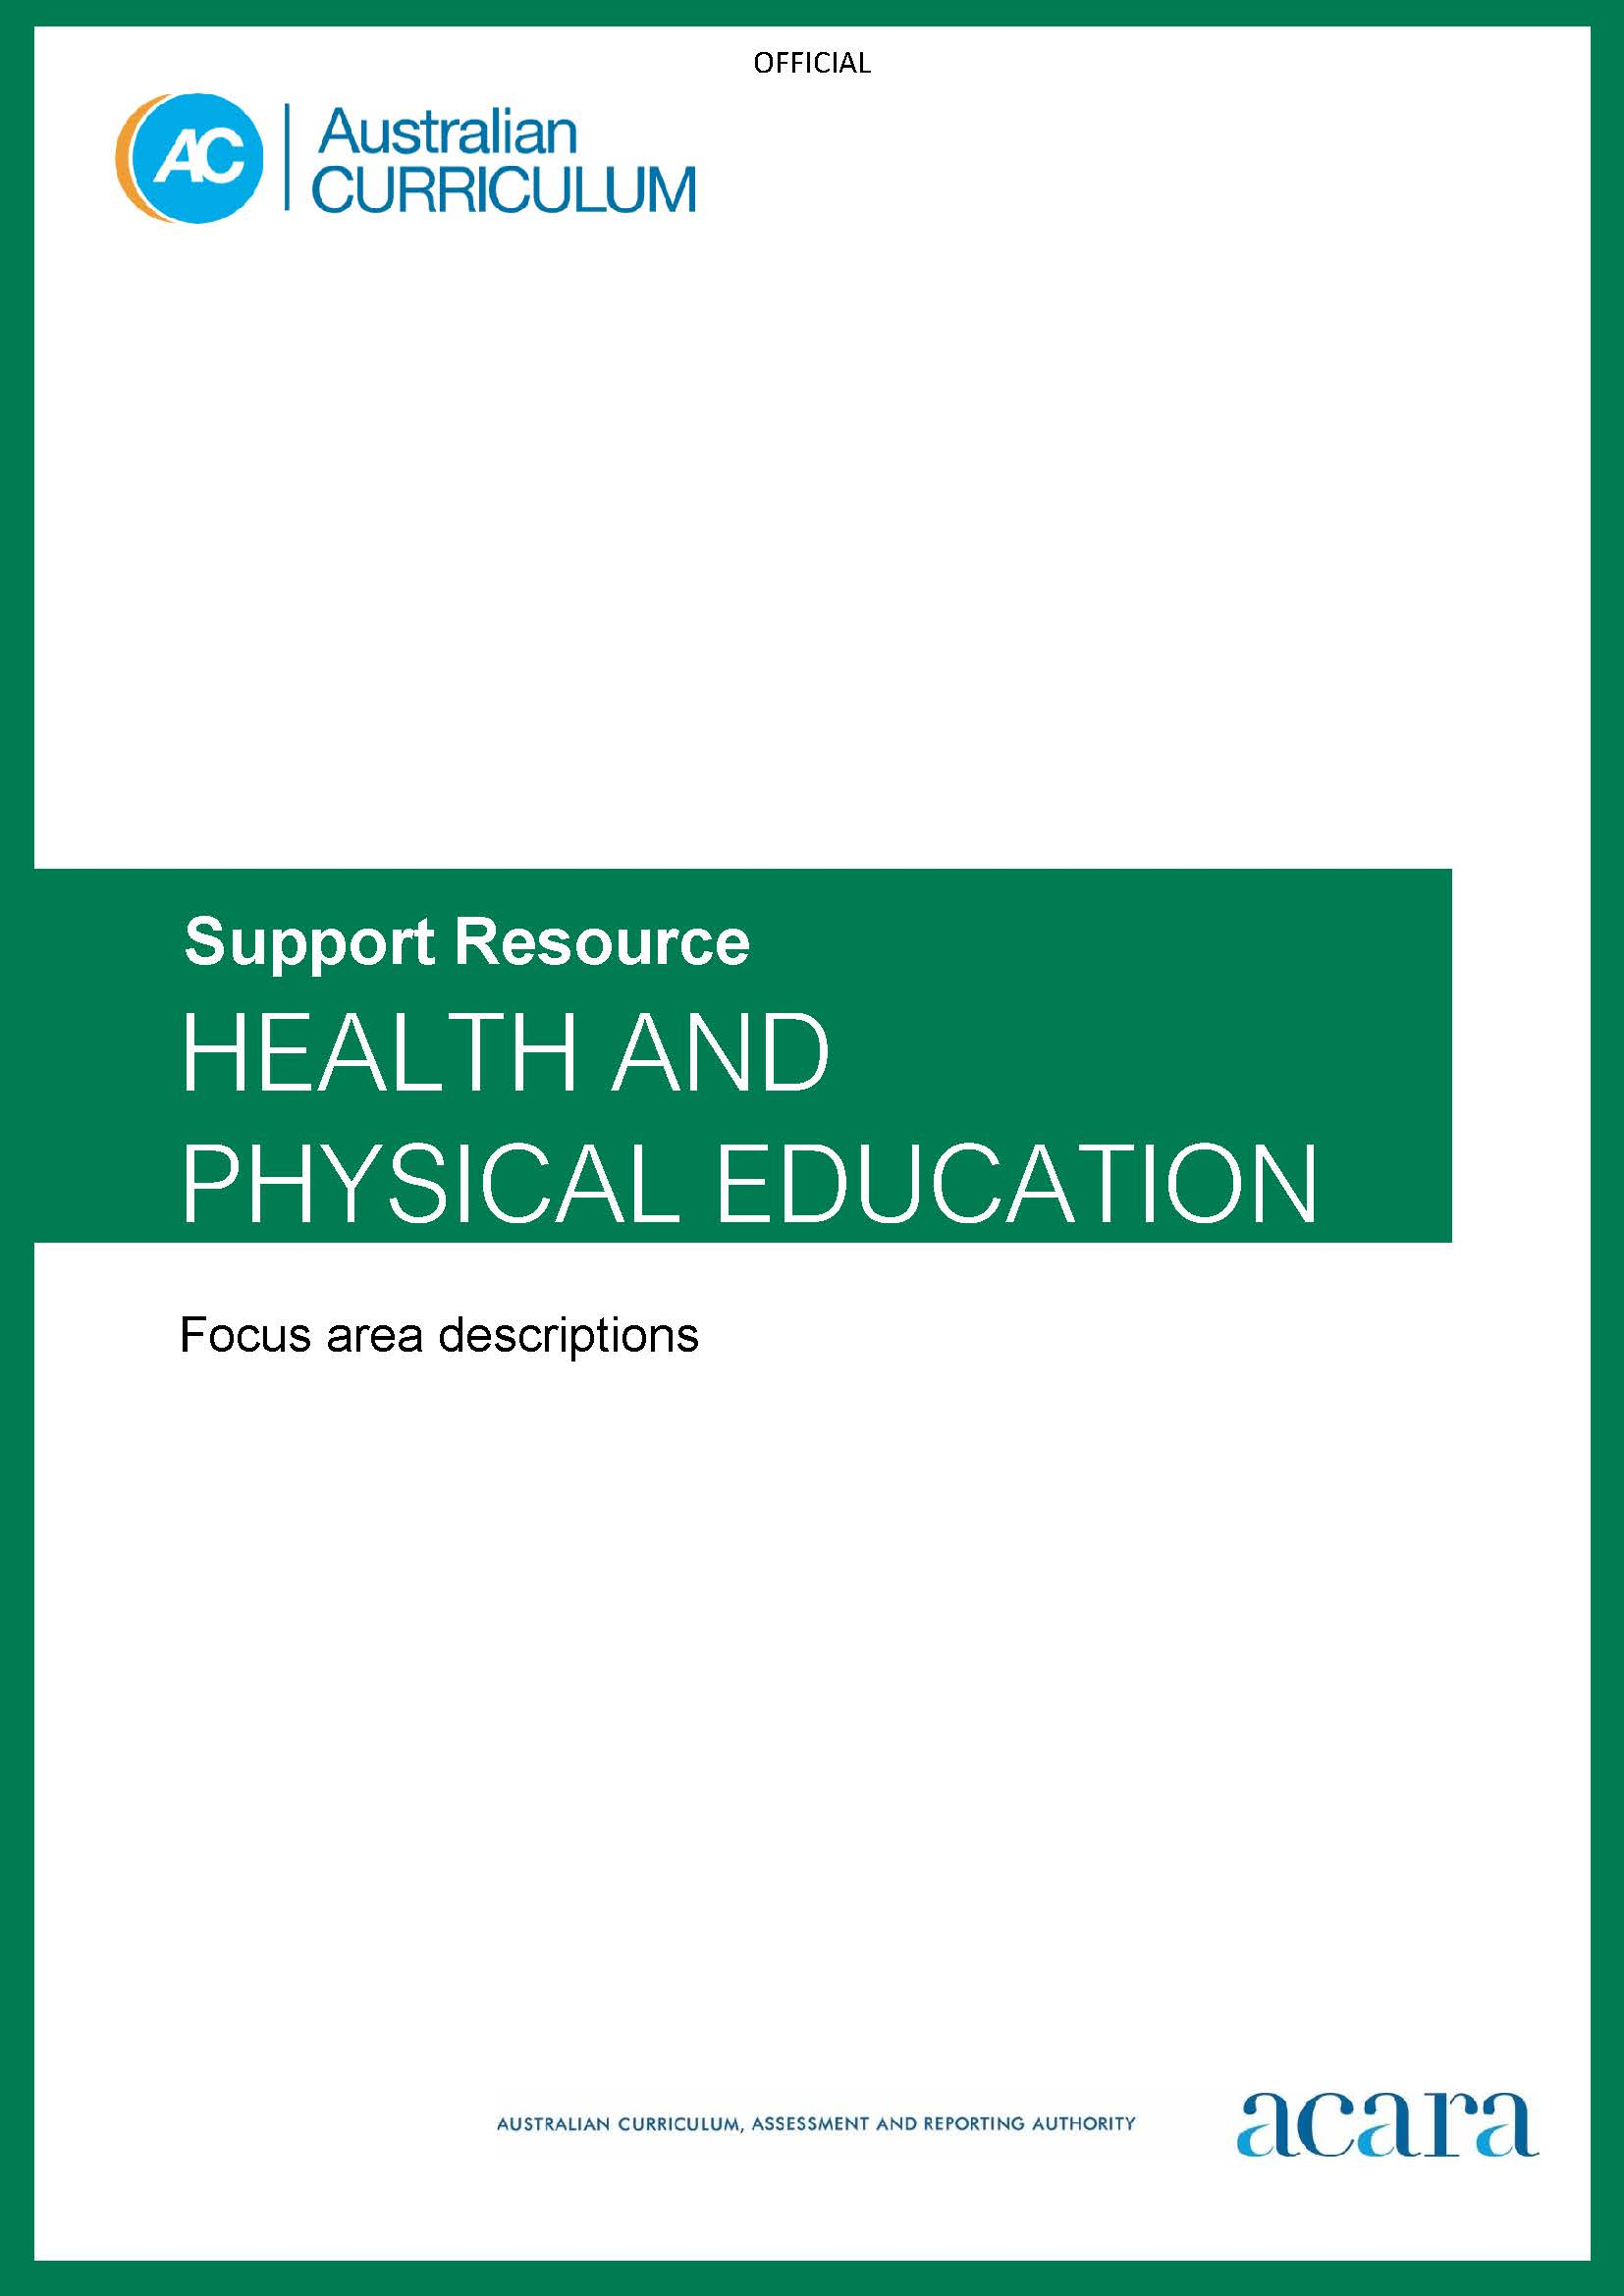 OFFICIAL
AC
Australian
CURRICULUM
Support Resource
HEALTH AND
PHYSICAL EDUCATION
Focus area descriptions
AUSTRALIAN CURRICULUM, ASSESSMENT AND REPORTING AUTHORITY
acara